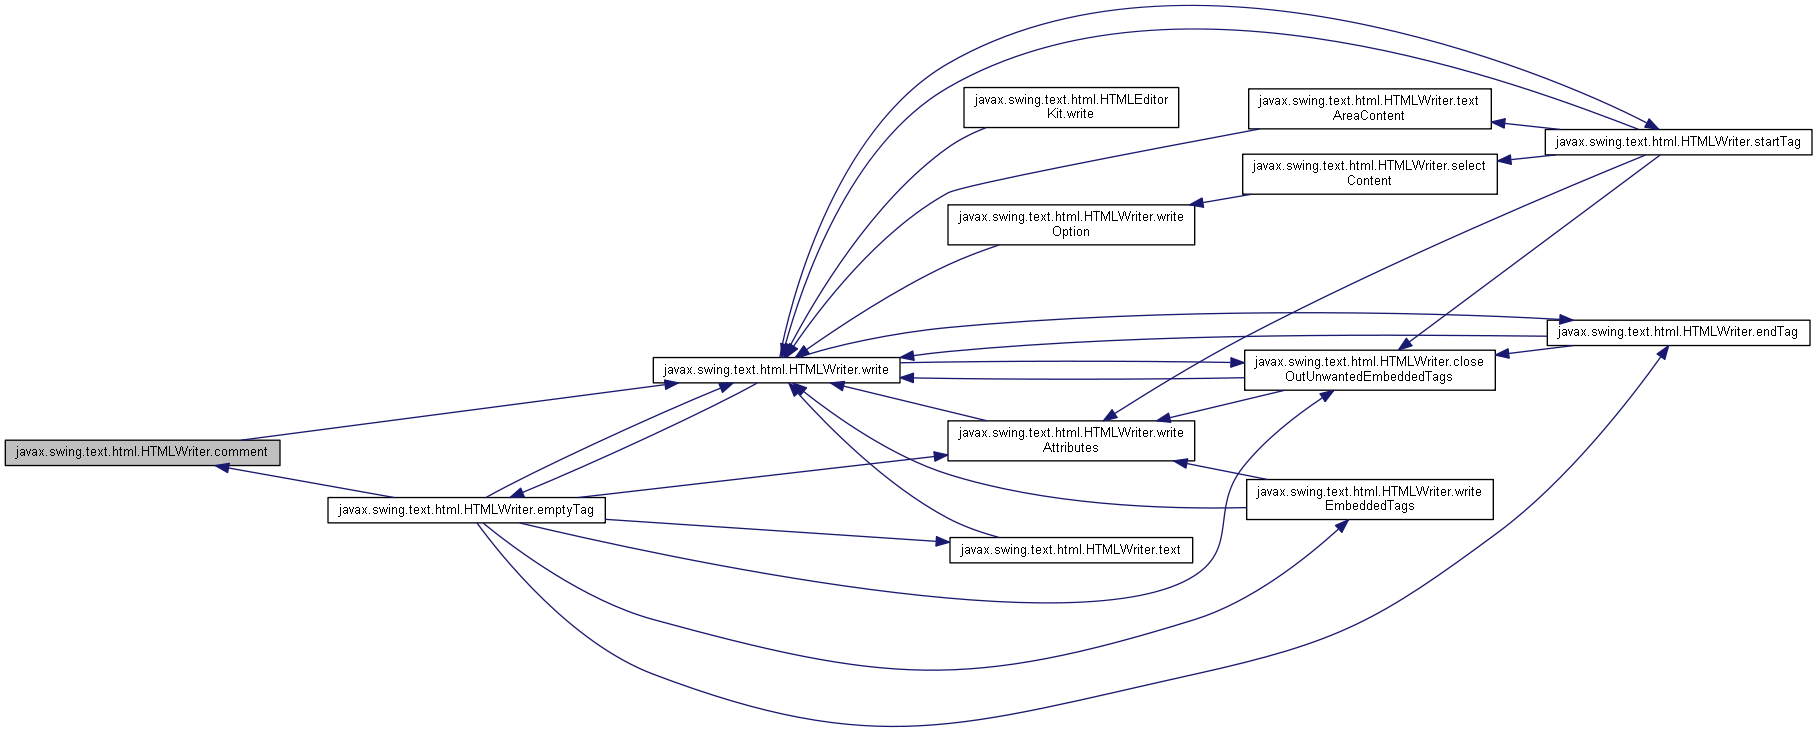 javax.swing.text.html.HTMLEditor
Kit.write
javax.swing.text.html.HTMLWriter.text
AreaContent
javax.swing.text.html.HTMLWriter.startTag
javax.swing.text.html.HTMLWriter.select
Content
javax.swing.text.html.HTMLWriter.write
Option
javax.swing.text.html.HTMLWriter.endTag
javax.swing.text.html.HTMLWriter.write
javax.swing.text.html.HTMLWriter.close
OutUnwantedEmbeddedTags
javax.swing.text.html.HTMLWriter.write
Attributes
javax.swing.text.html.HTMLWriter.comment
javax.swing.text.html.HTMLWriter.write
EmbeddedTags
javax.swing.text.html.HTMLWriter.emptyTag
javax.swing.text.html.HTMLWriter.text